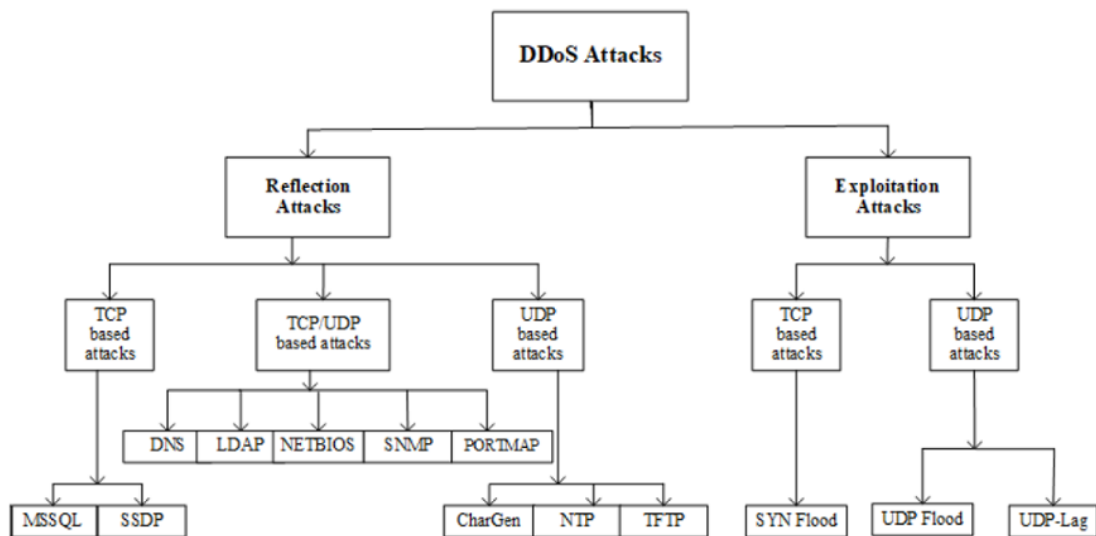 DDoS Attacks
Reflection
Attacks
Exploitation
Attacks
TCP
based
attacks
TCP/UDP
based attacks
UDP
based
attacks
TCP
based
attacks
UDP
based
attacks
DNS
LDAP
NETBIOS
SNMP
PORTMAP
MSSQL
SSDP
CharGen
NTP
TFTP
SYN Flood
UDP Flood
UDP-Lag